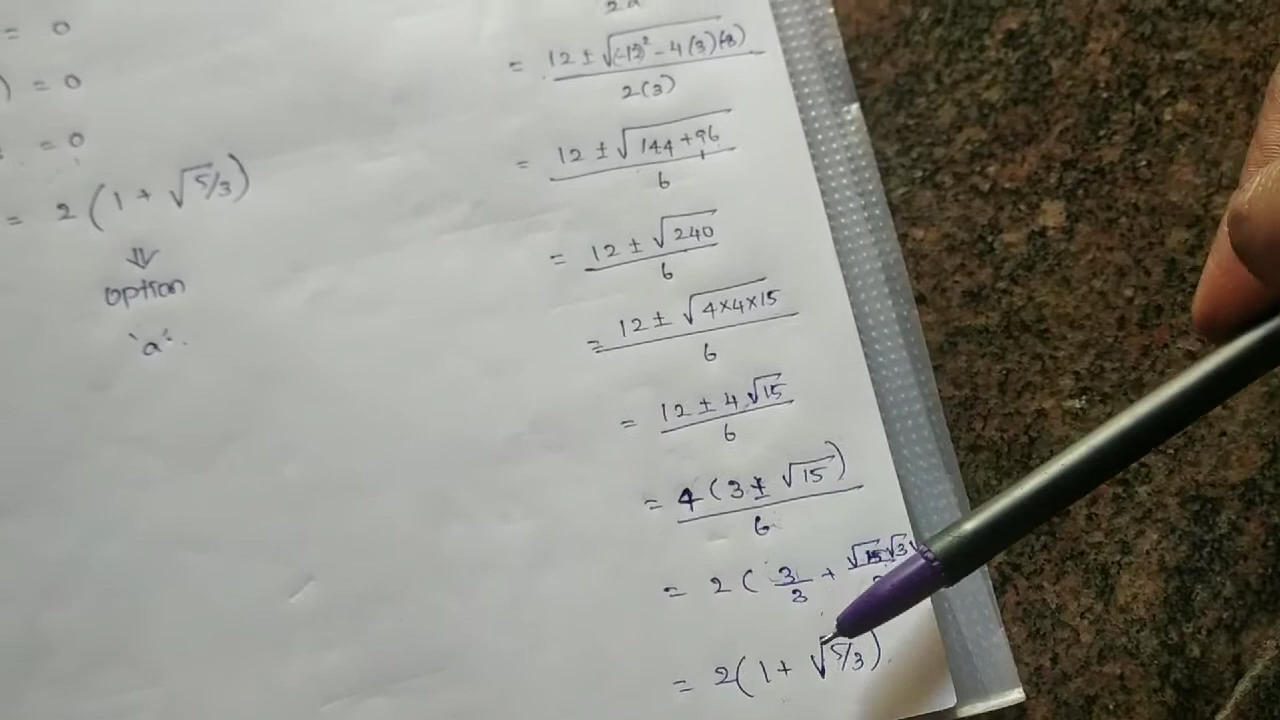 = 0
) = 0
= 0
= 2(1 + √5/3)
⇓
option
'a'.
2a
= 12 ± √(-12)² - 4(3)(-8) / 2(3)
= 12 ± √144 + 96 / 6
= 12 ± √240 / 6
= 12 ± √4×4×15 / 6
= 12 ± 4√15 / 6
= 4(3 ± √15) / 6
= 2( 3/3 +
= 2(1 + √5/3).